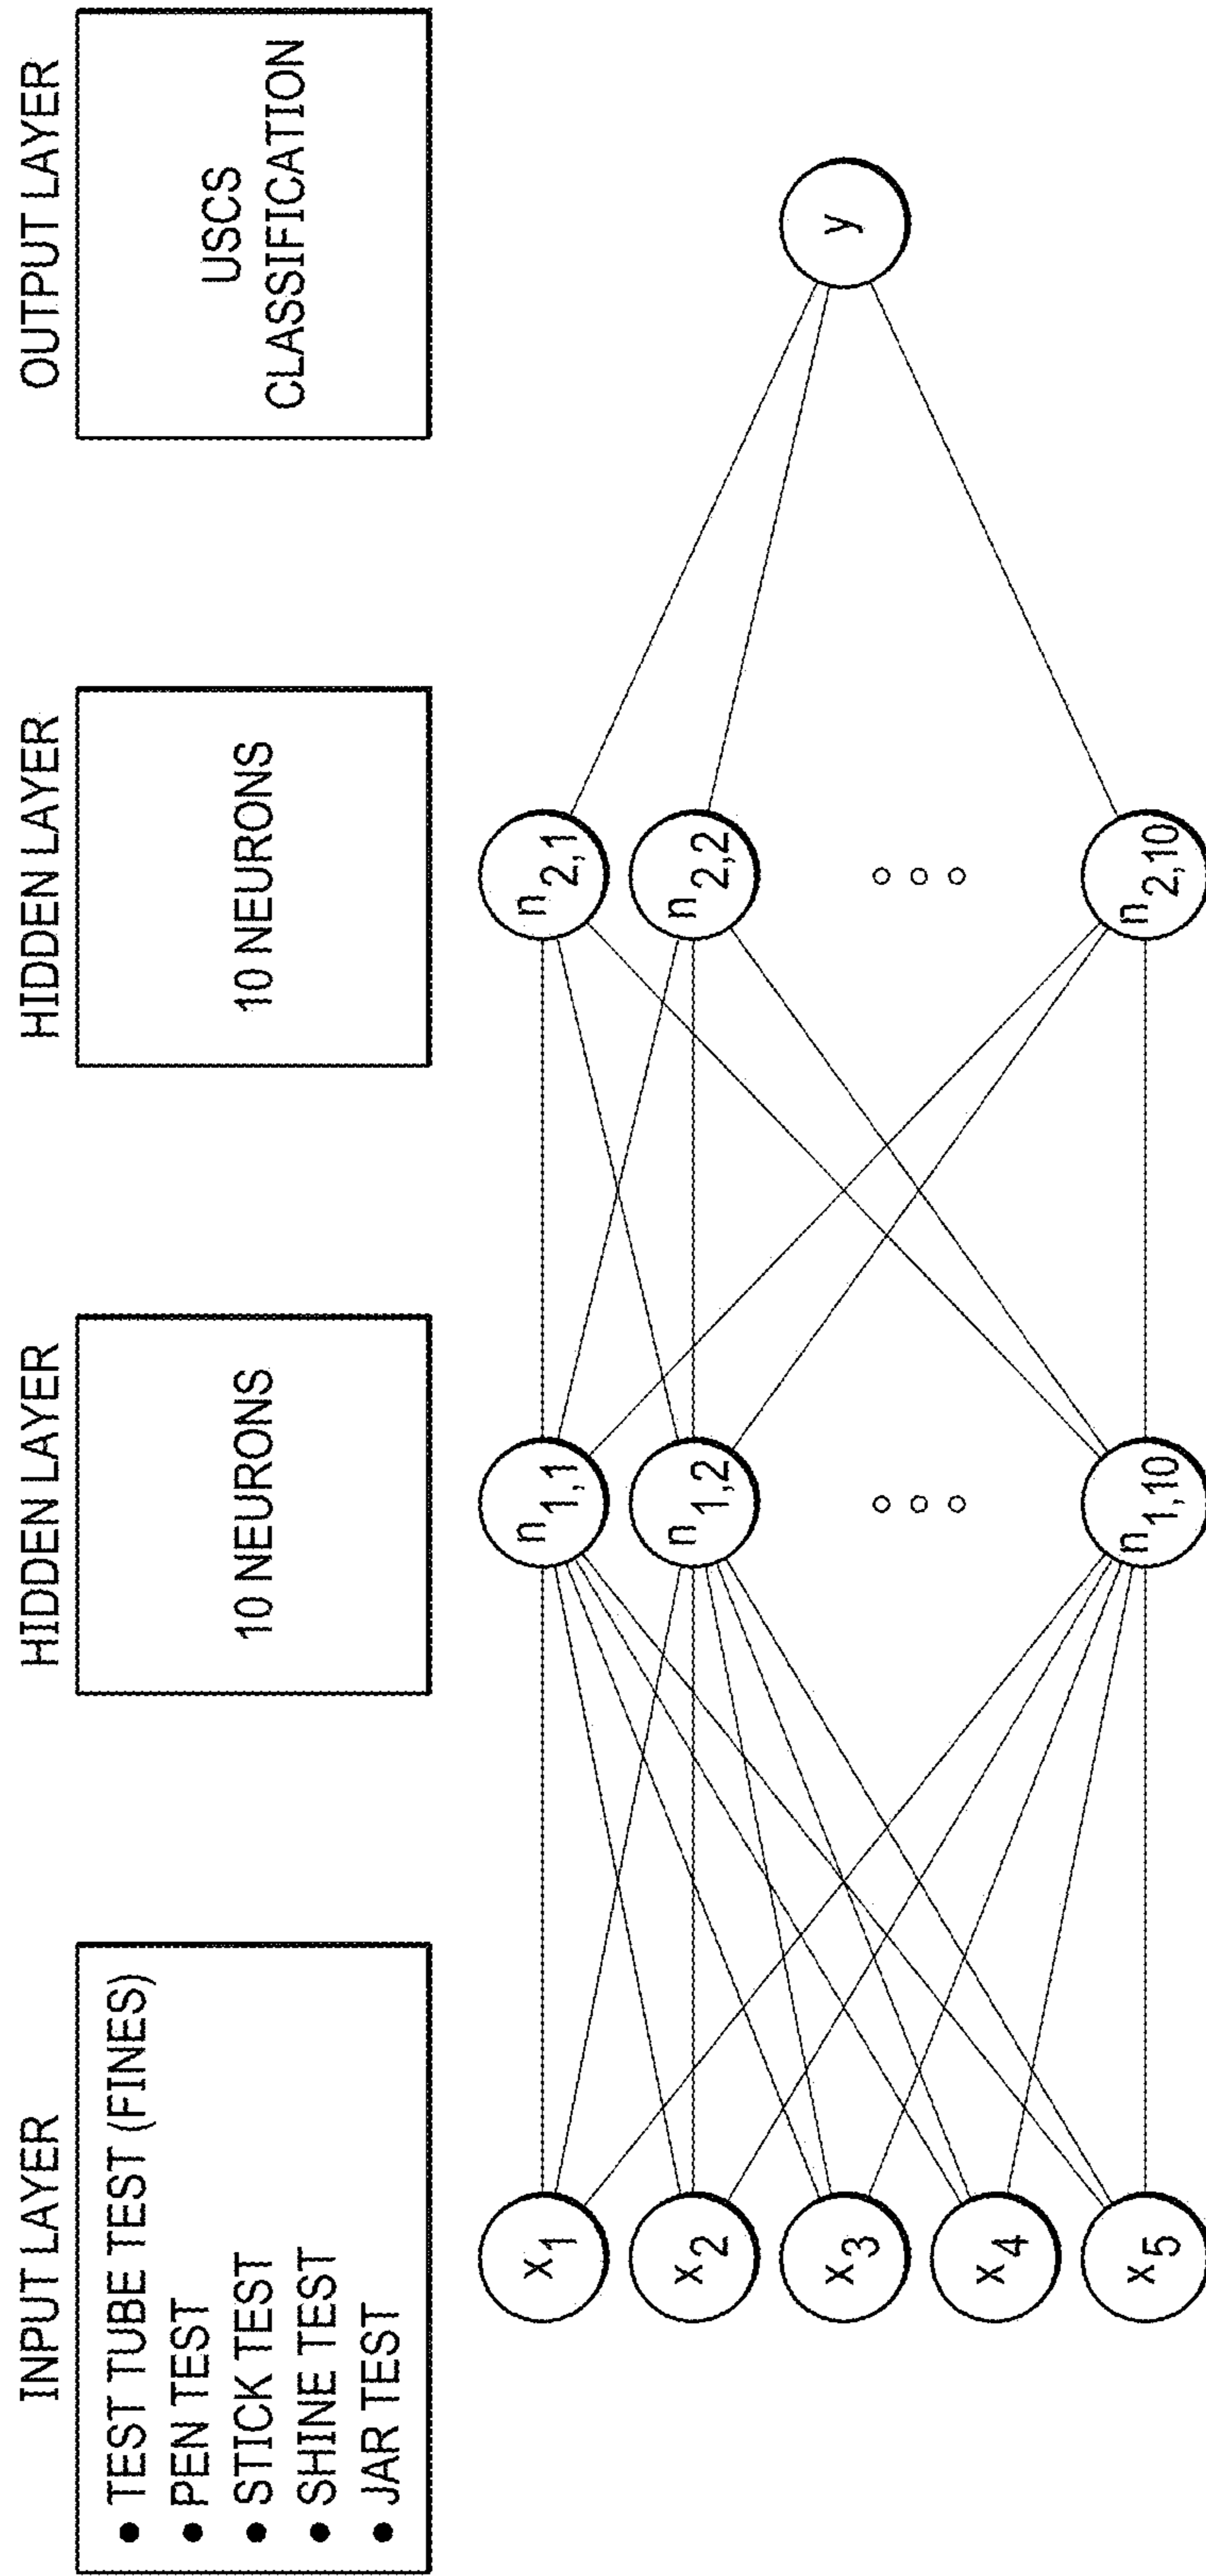 INPUT LAYER
HIDDEN LAYER
HIDDEN LAYER
OUTPUT LAYER
• TEST TUBE TEST (FINES)
• PEN TEST
• STICK TEST
• SHINE TEST
• JAR TEST
10 NEURONS
10 NEURONS
USCS
CLASSIFICATION
x1
x2
x3
x4
x5
n1,1
n1,2
n1,10
n2,1
n2,2
n2,10
y